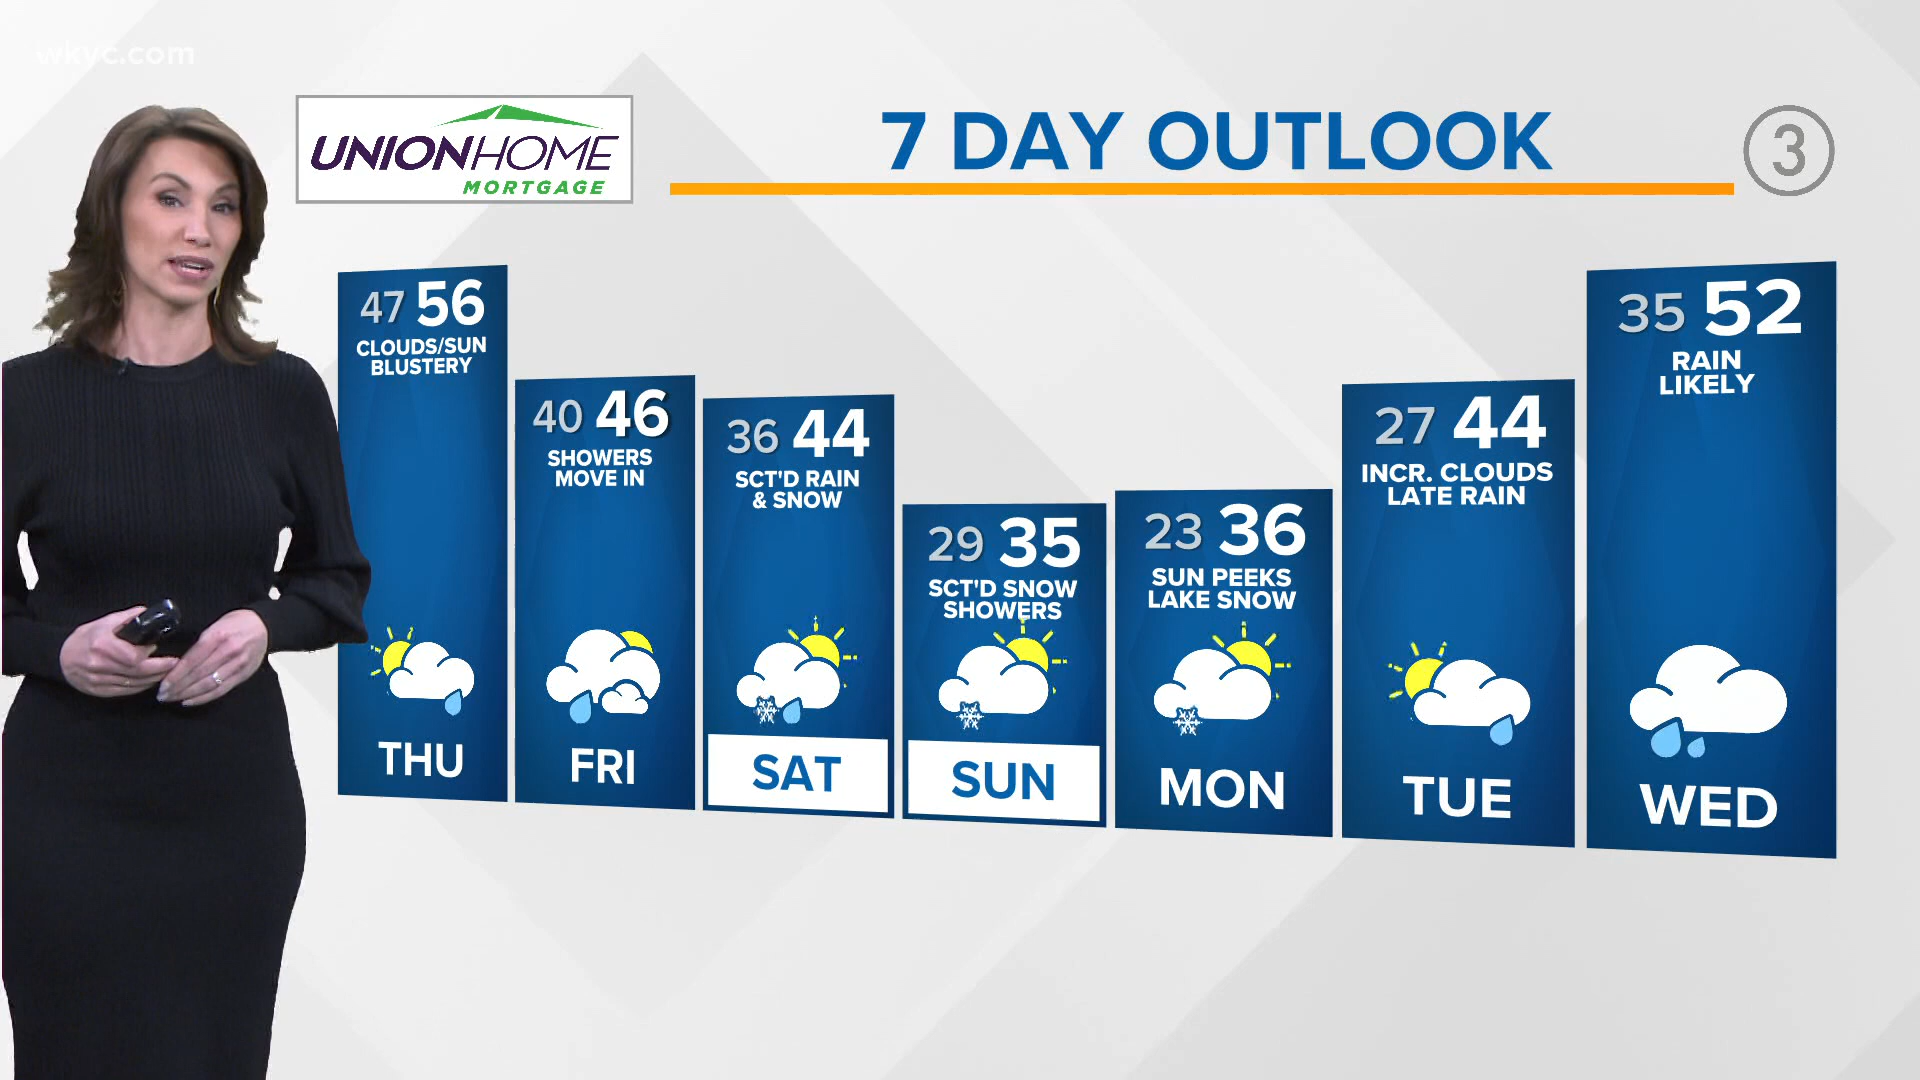 wkyc.com
UNIONHOME
MORTGAGE
7 DAY OUTLOOK
3
47 56
CLOUDS/SUN
BLUSTERY
THU
40 46
SHOWERS
MOVE IN
FRI
36 44
SCT'D RAIN
& SNOW
SAT
29 35
SCT'D SNOW
SHOWERS
SUN
23 36
SUN PEEKS
LAKE SNOW
MON
27 44
INCR. CLOUDS
LATE RAIN
TUE
35 52
RAIN
LIKELY
WED